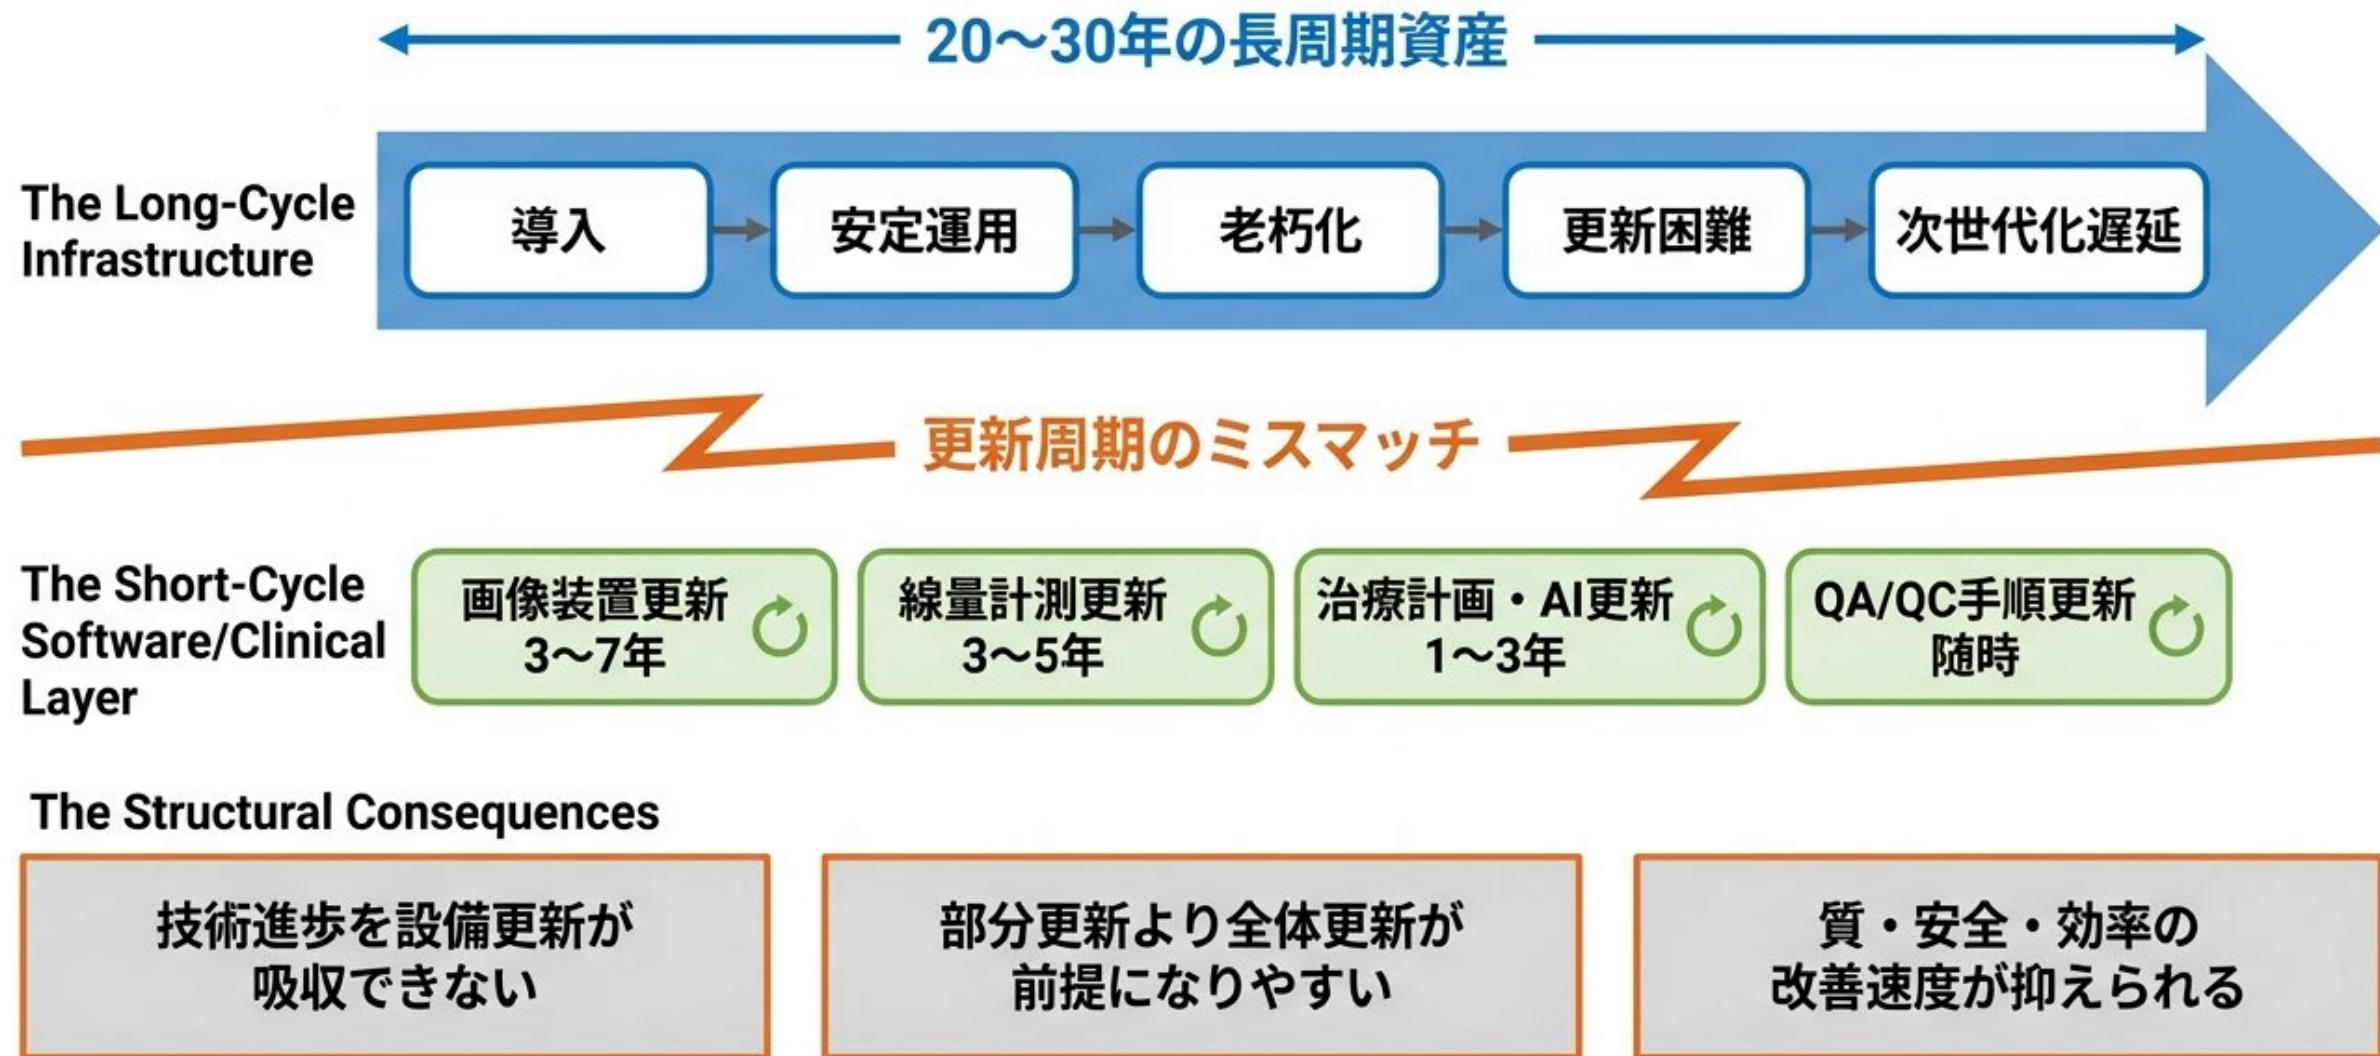 20～30年の長周期資産
The Long-Cycle
Infrastructure
導入
安定運用
老朽化
更新困難
次世代化遅延
更新周期のミスマッチ
The Short-Cycle
Software/Clinical
Layer
画像装置更新
3～7年
線量計測更新
3～5年
治療計画・AI更新
1～3年
QA/QC手順更新
随時
The Structural Consequences
技術進歩を設備更新が
吸収できない
部分更新より全体更新が
前提になりやすい
質・安全・効率の
改善速度が抑えられる